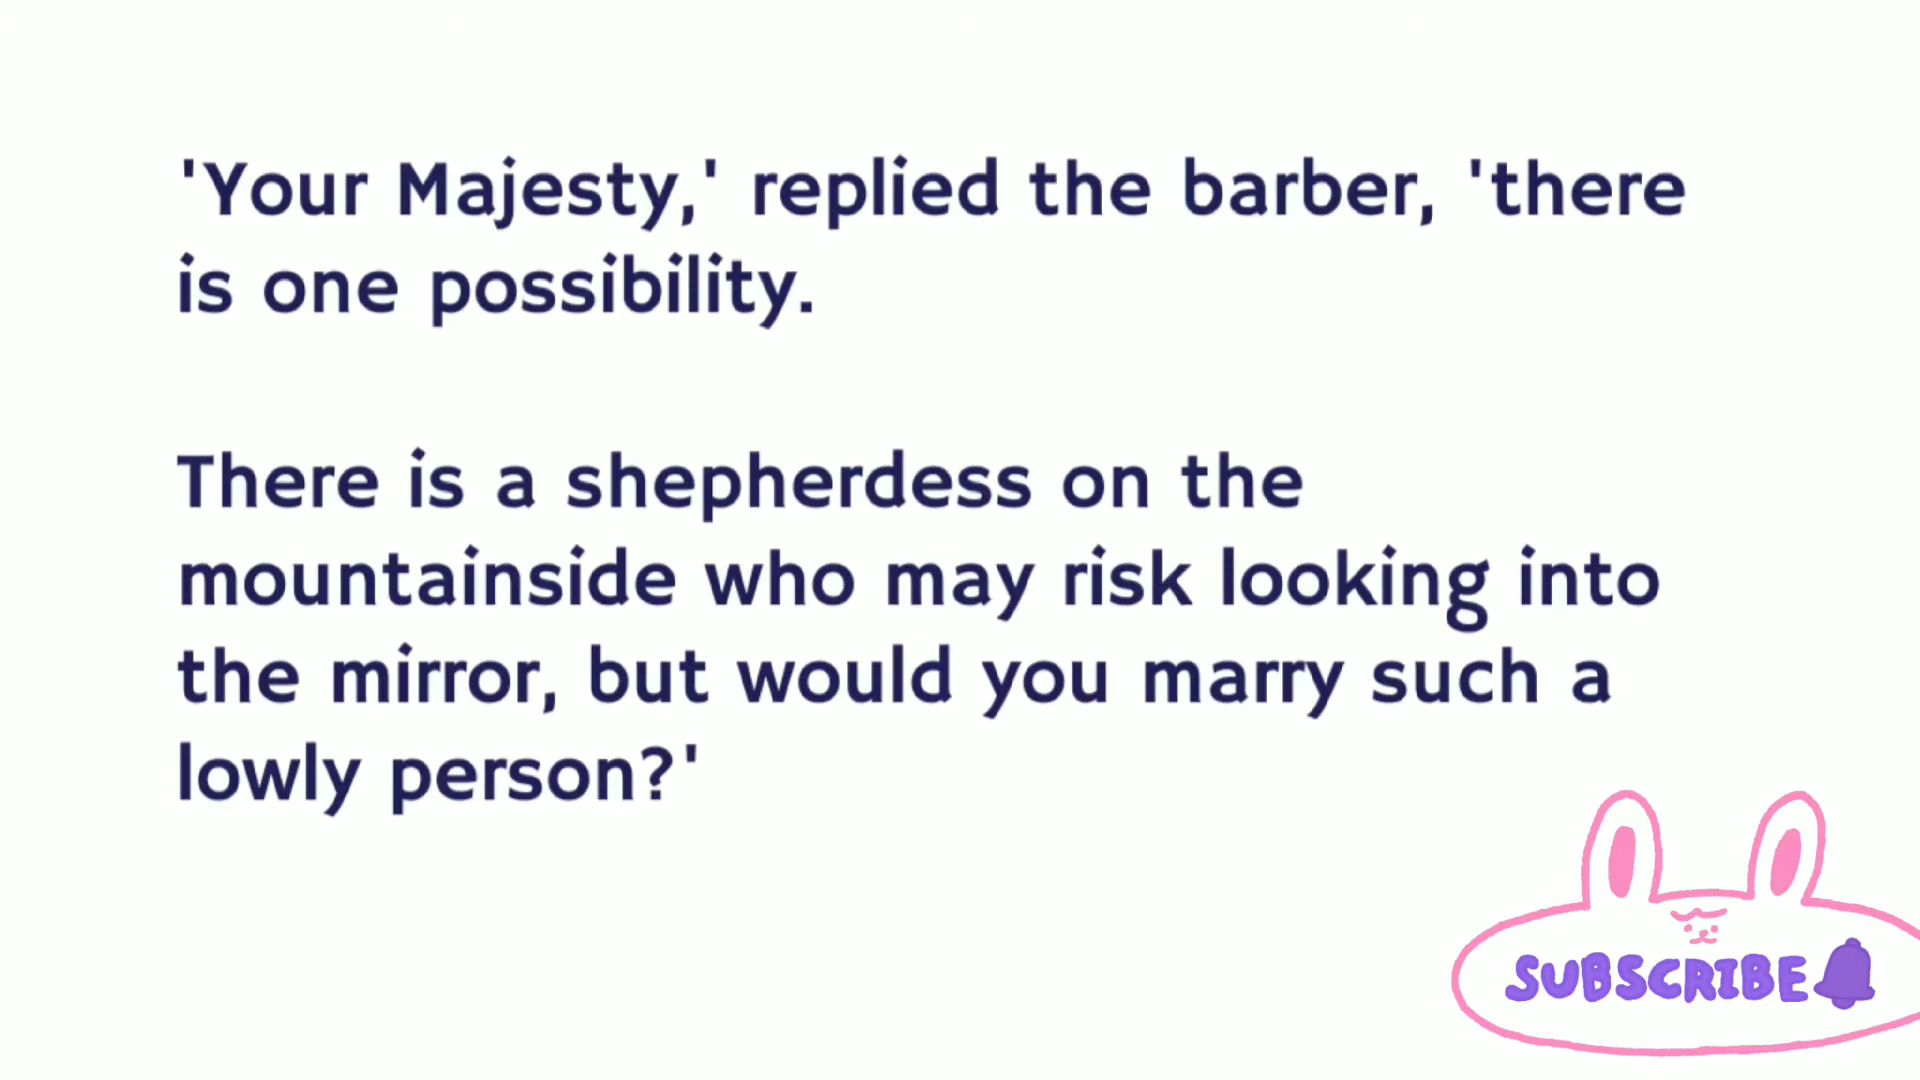 'Your Majesty,' replied the barber, 'there
is one possibility.
There is a shepherdess on the
mountainside who may risk looking into
the mirror, but would you marry such a
lowly person?'
SUBSCRIBE